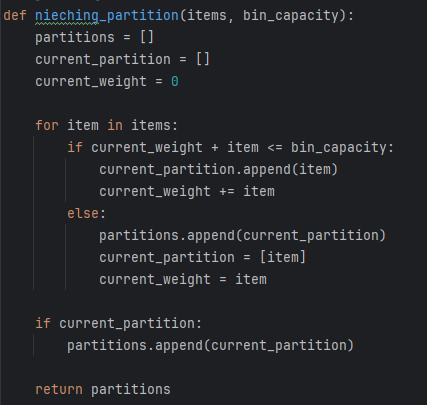 def nieching_partition(items, bin_capacity):
    partitions = []
    current_partition = []
    current_weight = 0

    for item in items:
        if current_weight + item <= bin_capacity:
            current_partition.append(item)
            current_weight += item
        else:
            partitions.append(current_partition)
            current_partition = [item]
            current_weight = item

    if current_partition:
        partitions.append(current_partition)

    return partitions